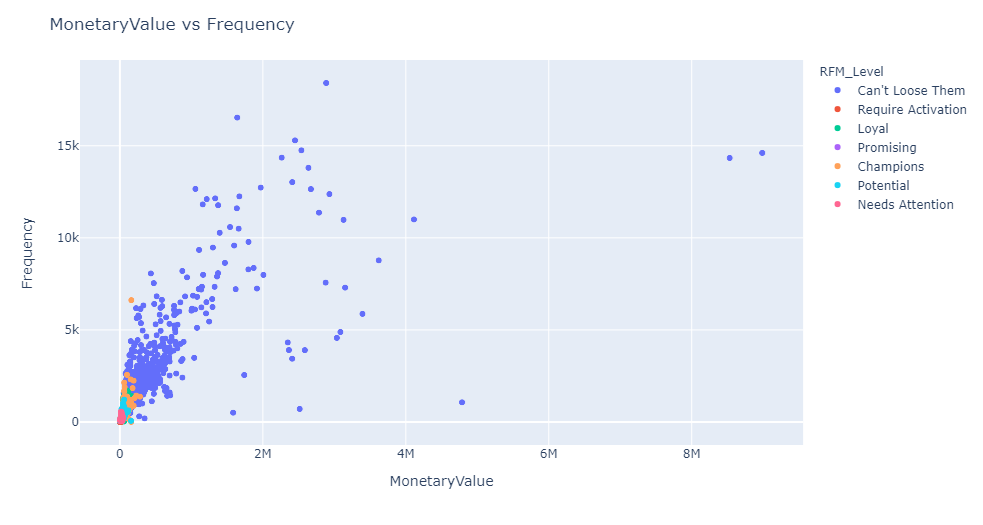 MonetaryValue vs Frequency
RFM_Level
Can't Loose Them
Require Activation
Loyal
Promising
Champions
Potential
Needs Attention
Frequency
15k
10k
5k
0
0
2M
4M
6M
8M
MonetaryValue